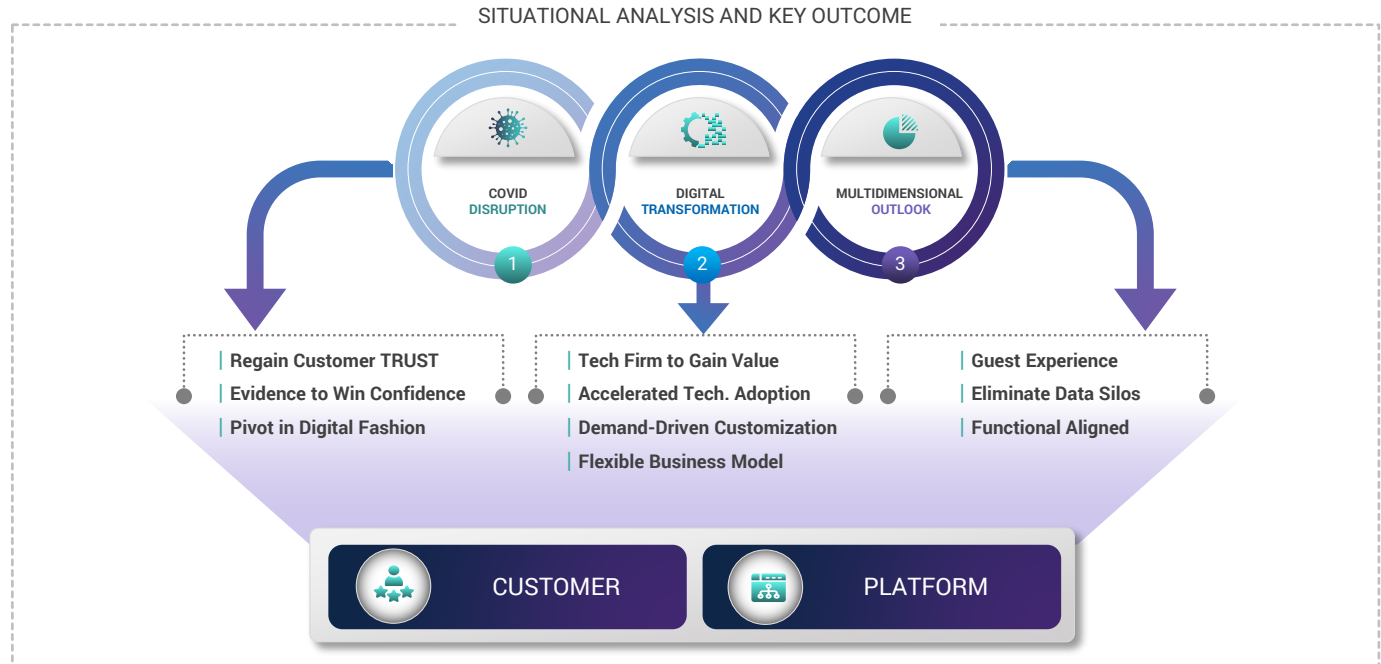 SITUATIONAL ANALYSIS AND KEY OUTCOME
COVID
DISRUPTION
1
DIGITAL
TRANSFORMATION
2
MULTIDIMENSIONAL
OUTLOOK
3
Regain Customer TRUST
Evidence to Win Confidence
Pivot in Digital Fashion
Tech Firm to Gain Value
Accelerated Tech. Adoption
Demand-Driven Customization
Flexible Business Model
Guest Experience
Eliminate Data Silos
Functional Aligned
CUSTOMER
PLATFORM